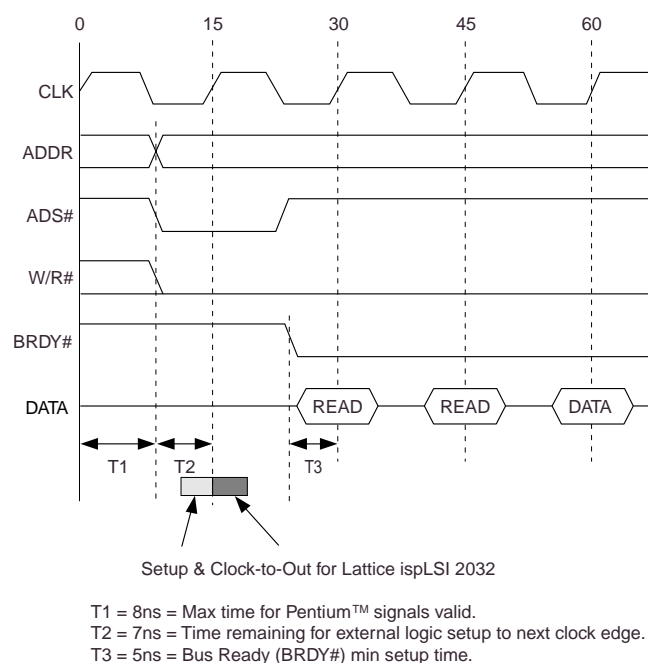 0 15 30 45 60
CLK
ADDR
ADS#
W/R#
BRDY#
DATA READ READ DATA
T1 T2 T3
Setup & Clock-to-Out for Lattice ispLSI 2032
T1 = 8ns = Max time for Pentium™ signals valid.
T2 = 7ns = Time remaining for external logic setup to next clock edge.
T3 = 5ns = Bus Ready (BRDY#) min setup time.